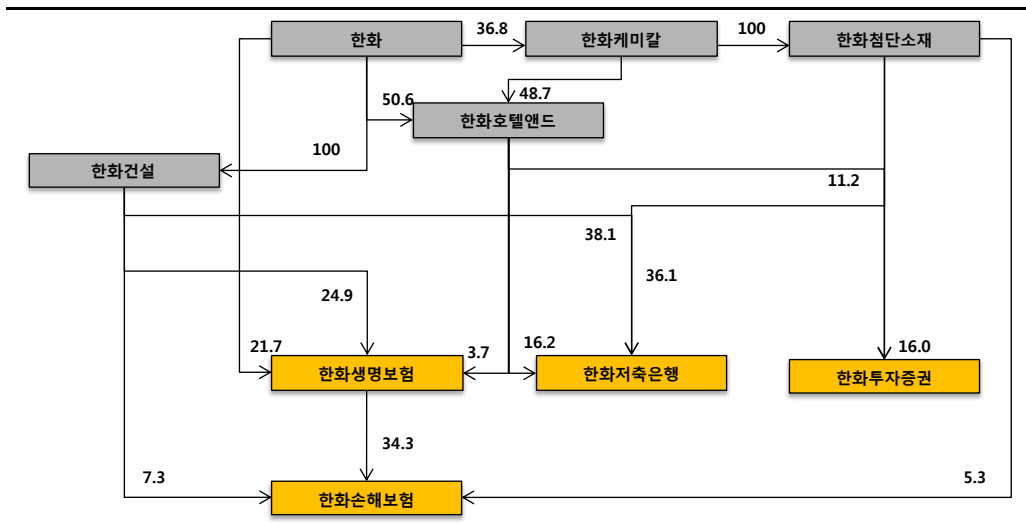 한화
36.8
한화케미칼
100
한화첨단소재
50.6
48.7
한화호텔앤드
100
한화건설
11.2
38.1
36.1
24.9
21.7
3.7
16.2
16.0
한화생명보험
한화저축은행
한화투자증권
34.3
7.3
5.3
한화손해보험